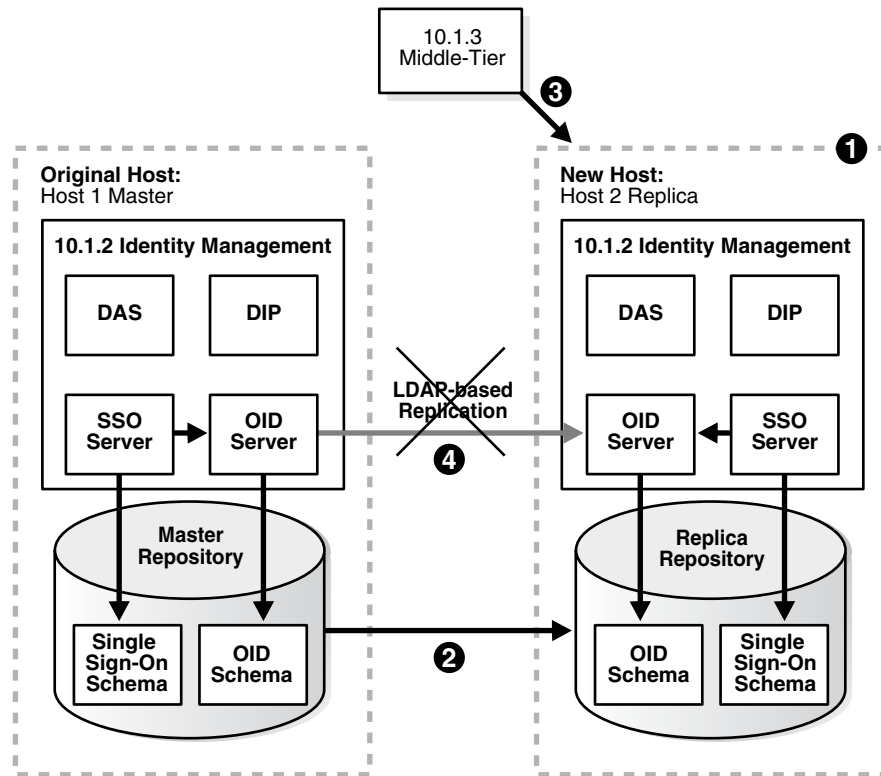 10.1.3
Middle-Tier
3
1
Original Host:
Host 1 Master
10.1.2 Identity Management
DAS
DIP
SSO
Server
OID
Server
Master
Repository
Single
Sign-On
Schema
OID
Schema
LDAP-based
Replication
4
2
New Host:
Host 2 Replica
10.1.2 Identity Management
DAS
DIP
OID
Server
SSO
Server
Replica
Repository
OID
Schema
Single
Sign-On
Schema